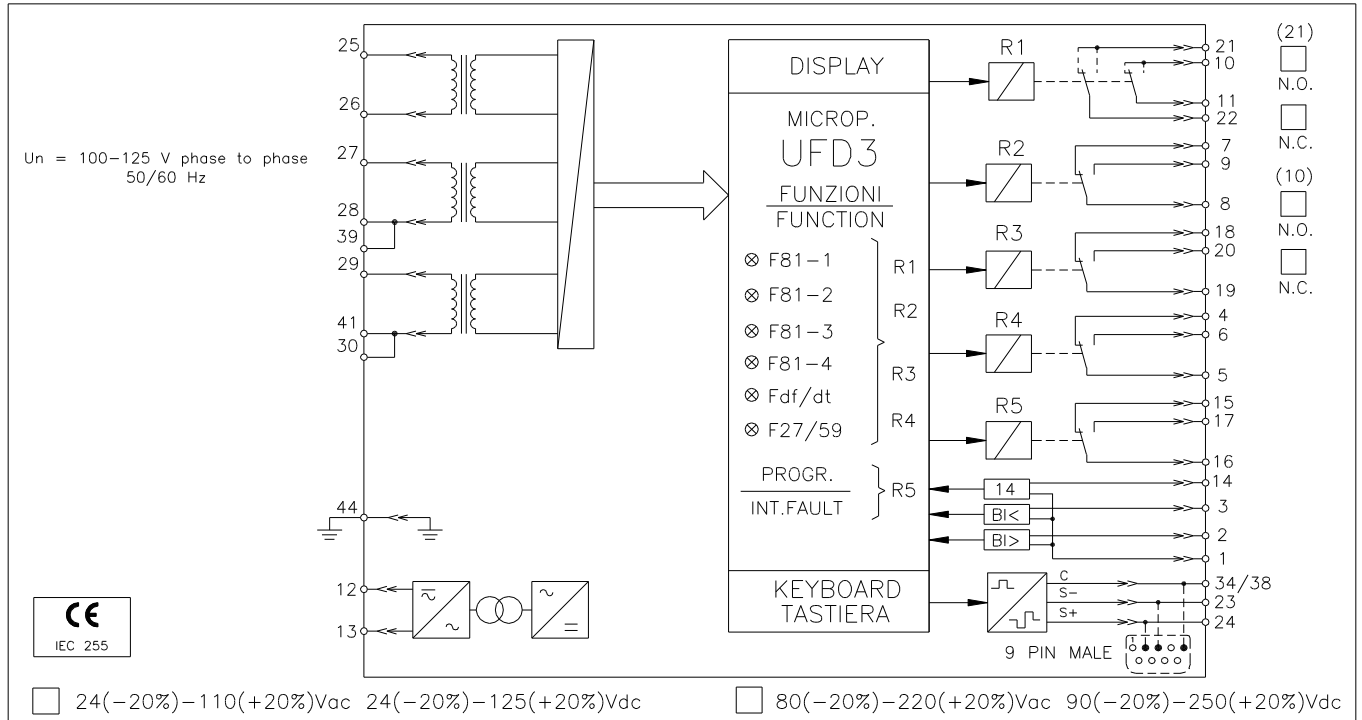 25
26
27
28
39
29
41
30
44
12
13
Un = 100-125 V phase to phase
50/60 Hz
CE
IEC 255
DISPLAY
MICROP.
UFD3
FUNZIONI
FUNCTION
⊗ F81-1
⊗ F81-2
⊗ F81-3
⊗ F81-4
⊗ Fdf/dt
⊗ F27/59
R1
R2
R3
R4
PROGR.
INT.FAULT
R5
KEYBOARD
TASTIERA
R1
R2
R3
R4
R5
14
BI<
BI>
C
S-
S+
9 PIN MALE
21
10
11
22
7
9
8
18
20
19
4
6
5
15
17
16
14
3
2
1
34/38
23
24
(21)
N.O.
N.C.
(10)
N.O.
N.C.
24(-20%)-110(+20%)Vac 24(-20%)-125(+20%)Vdc
80(-20%)-220(+20%)Vac 90(-20%)-250(+20%)Vdc